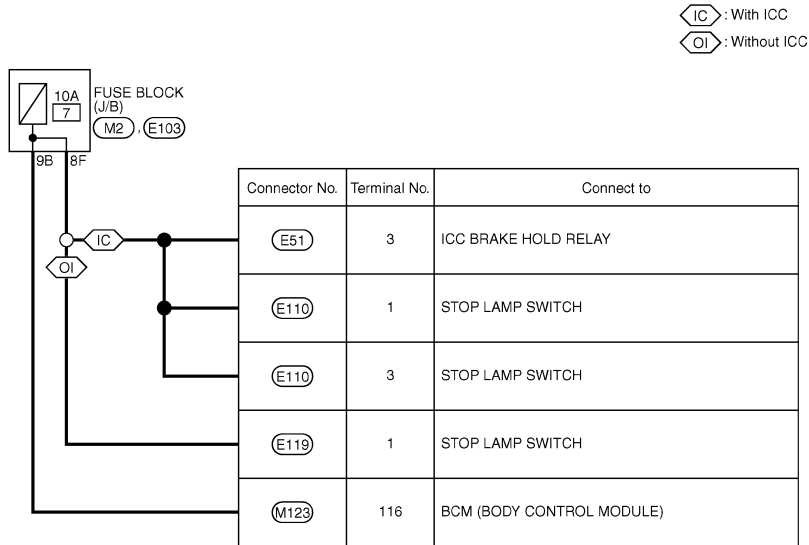 IC : With ICC
OI : Without ICC
10A
7
FUSE BLOCK
(J/B)
M2 , E103
9B 8F
IC
OI
Connector No. Terminal No. Connect to
E51 3 ICC BRAKE HOLD RELAY
E110 1 STOP LAMP SWITCH
E110 3 STOP LAMP SWITCH
E119 1 STOP LAMP SWITCH
M123 116 BCM (BODY CONTROL MODULE)